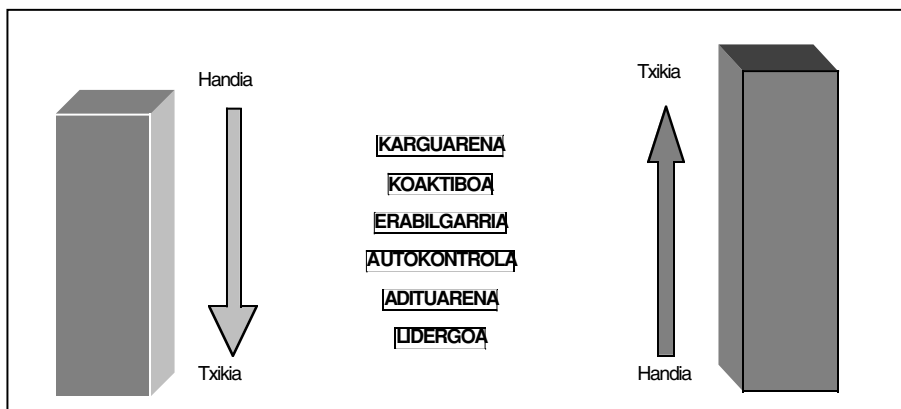 Handia
Txikia
KARGUARENA
KOAKTIBOA
ERABILGARRIA
AUTOKONTROLA
ADITUARENA
LIDERGOA
Txikia
Handia